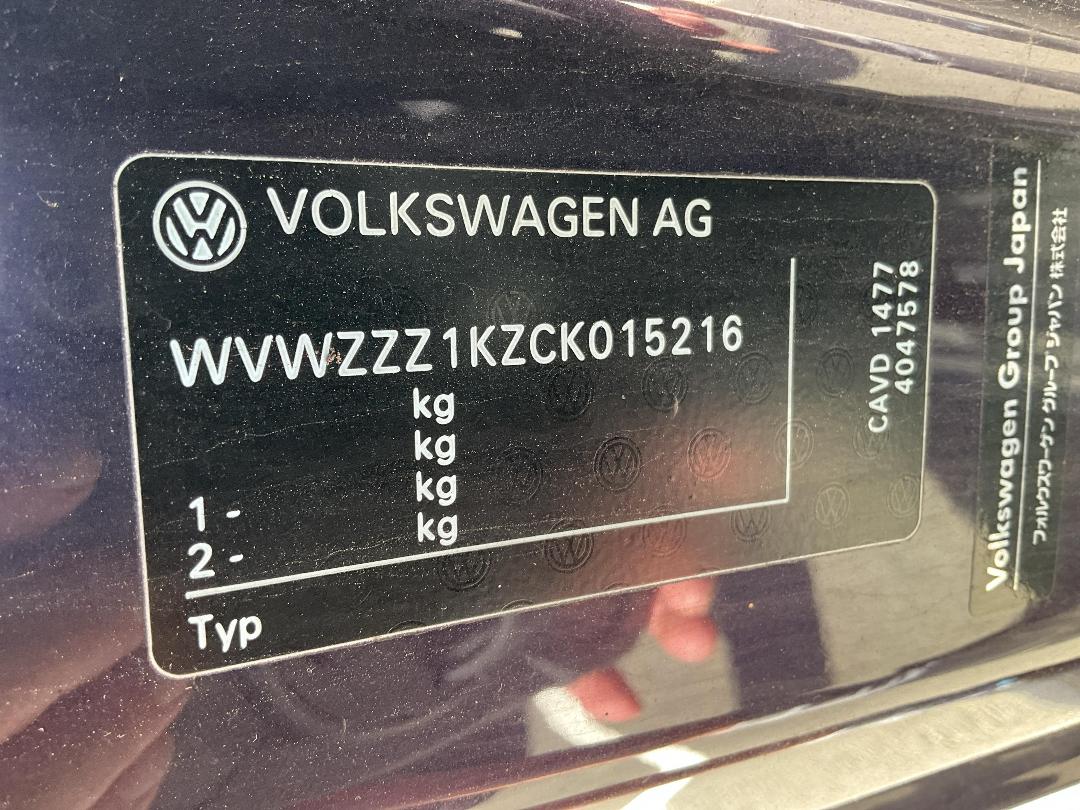 VOLKSWAGEN AG
WVWZZZ1KZCK015216
kg
kg
1 - kg
2 - kg
Typ
CAVD 1477
4047578
Volkswagen Group Japan
フォルクスワーゲン グループ ジャパン 株式会社